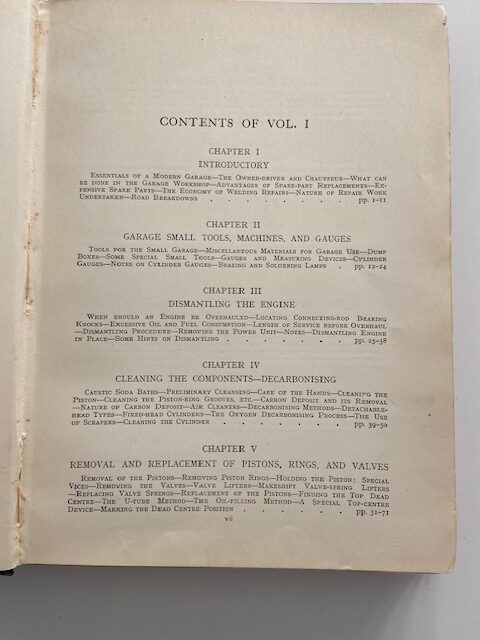 CONTENTS OF VOL. I
CHAPTER I
INTRODUCTORY
Essentials of a Modern Garage—The Owner-driver and Chauffeur—What can
be done in the Garage Workshop—Advantages of Spare-part Replacements—Ex-
pensive Spare Parts—The Economy of Welding Repairs—Nature of Repair Work
Undertaken—Road Breakdowns . . . . . . . pp. 1–11
CHAPTER II
GARAGE SMALL TOOLS, MACHINES, AND GAUGES
Tools for the Small Garage—Miscellaneous Materials for Garage Use—Dump
Boxes—Some Special Small Tools—Gauges and Measuring Devices—Cylinder
Gauges—Notes on Cylinder Gauges—Brazing and Soldering Lamps . pp. 12–24
CHAPTER III
DISMANTLING THE ENGINE
When should an Engine be Overhauled—Locating Connecting-rod Bearing
Knocks—Excessive Oil and Fuel Consumption—Length of Service before Overhaul
—Dismantling Procedure—Removing the Power Unit—Notes—Dismantling Engine
in Place—Some Hints on Dismantling . . . . . . pp. 25–38
CHAPTER IV
CLEANING THE COMPONENTS—DECARBONISING
Caustic Soda Baths—Preliminary Cleansing—Care of the Hands—Cleaning the
Piston—Cleaning the Piston-ring Grooves, etc.—Carbon Deposit and its Removal
—Nature of Carbon Deposit—Air Cleaners—Decarbonising Methods—Detachable-
head Types—Fixed-head Cylinders—The Oxygen Decarbonising Process—The Use
of Scrapers—Cleaning the Cylinder . . . . . . pp. 39–50
CHAPTER V
REMOVAL AND REPLACEMENT OF PISTONS, RINGS, AND VALVES
Removal of the Pistons—Removing Piston Rings—Holding the Piston: Special
Vices—Removing the Valves—Valve Lifters—Makeshift Valve-spring Lifters
—Replacing Valve Springs—Replacement of the Pistons—Finding the Top Dead
Centre—The U-tube Method—The Oil-filling Method—A Special Top-centre
Device—Marking the Dead Centre Position . . . . . pp. 51–71
vii